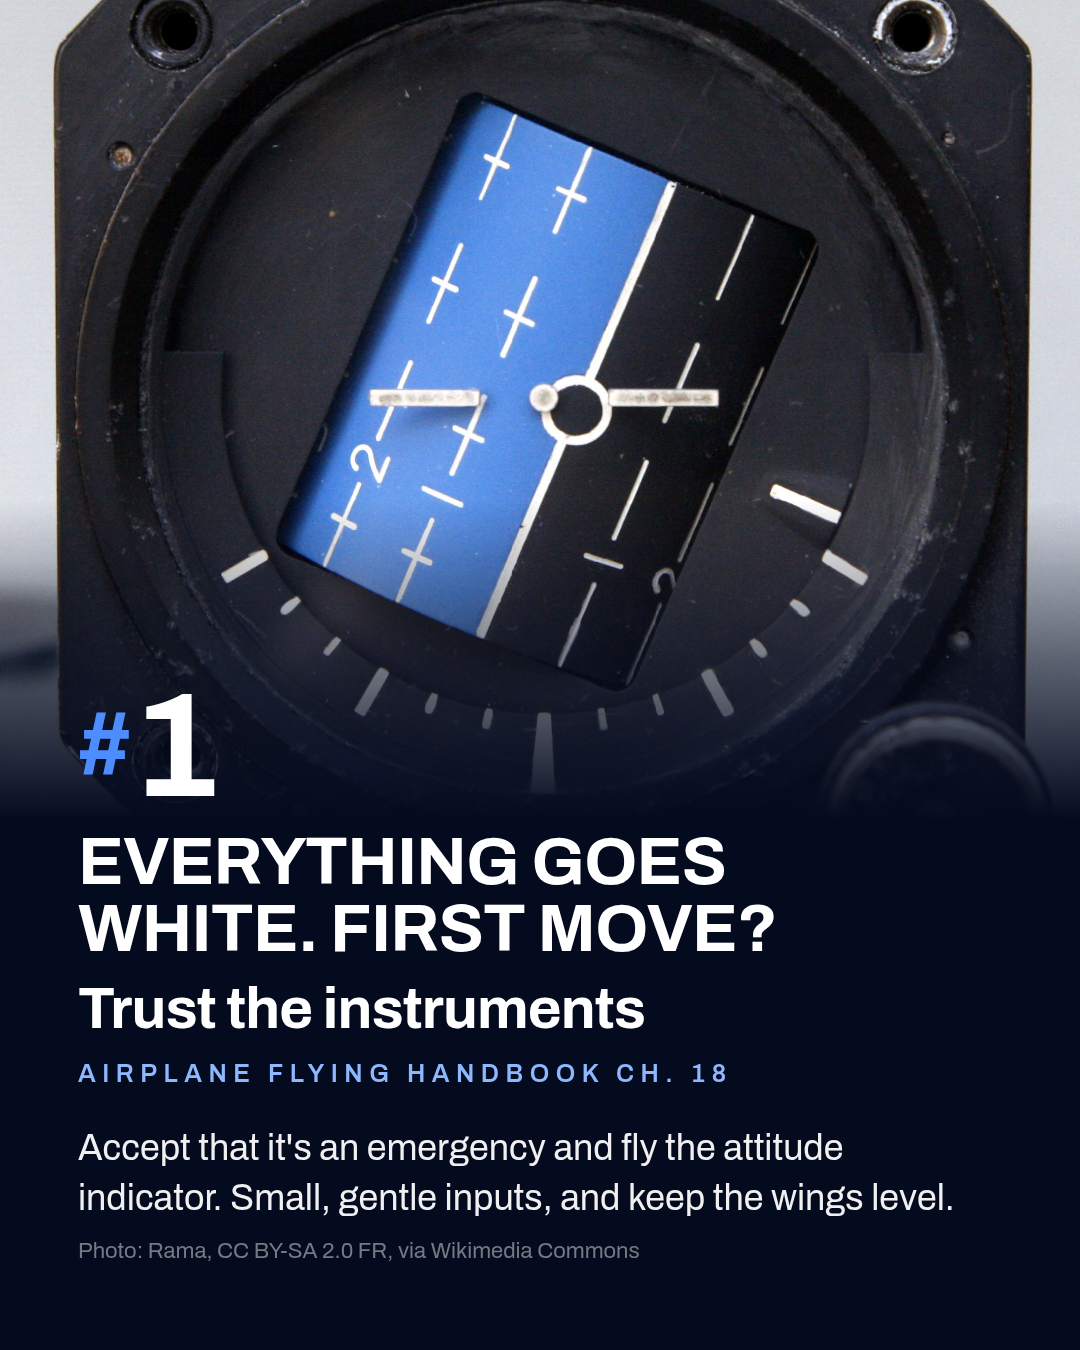 2
#1
EVERYTHING GOES
WHITE. FIRST MOVE?
Trust the instruments
AIRPLANE FLYING HANDBOOK CH. 18
Accept that it's an emergency and fly the attitude
indicator. Small, gentle inputs, and keep the wings level.
Photo: Rama, CC BY-SA 2.0 FR, via Wikimedia Commons